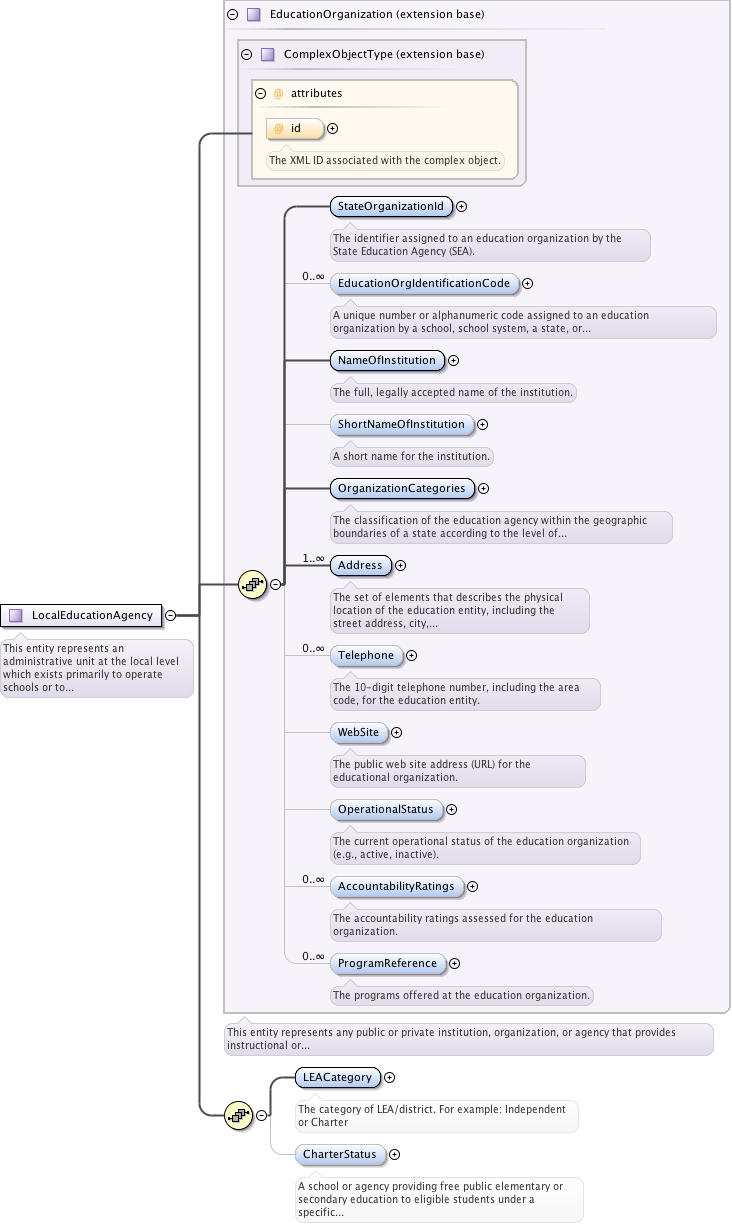 EducationOrganization (extension base)
ComplexObjectType (extension base)
@ attributes
@ id
The XML ID associated with the complex object.
StateOrganizationId
The identifier assigned to an education organization by the
State Education Agency (SEA).
0..∞
EducationOrgIdentificationCode
A unique number or alphanumeric code assigned to an education
organization by a school, school system, a state, or...
NameOfInstitution
The full, legally accepted name of the institution.
ShortNameOfInstitution
A short name for the institution.
OrganizationCategories
The classification of the education agency within the geographic
boundaries of a state according to the level of...
1..∞
Address
The set of elements that describes the physical
location of the education entity, including the
street address, city,...
LocalEducationAgency
This entity represents an
administrative unit at the local level
which exists primarily to operate
schools or to...
0..∞
Telephone
The 10-digit telephone number, including the area
code, for the education entity.
WebSite
The public web site address (URL) for the
educational organization.
OperationalStatus
The current operational status of the education organization
(e.g., active, inactive).
0..∞
AccountabilityRatings
The accountability ratings assessed for the education
organization.
0..∞
ProgramReference
The programs offered at the education organization.
This entity represents any public or private institution, organization, or agency that provides
instructional or...
LEACategory
The category of LEA/district. For example: Independent
or Charter
CharterStatus
A school or agency providing free public elementary or
secondary education to eligible students under a
specific...